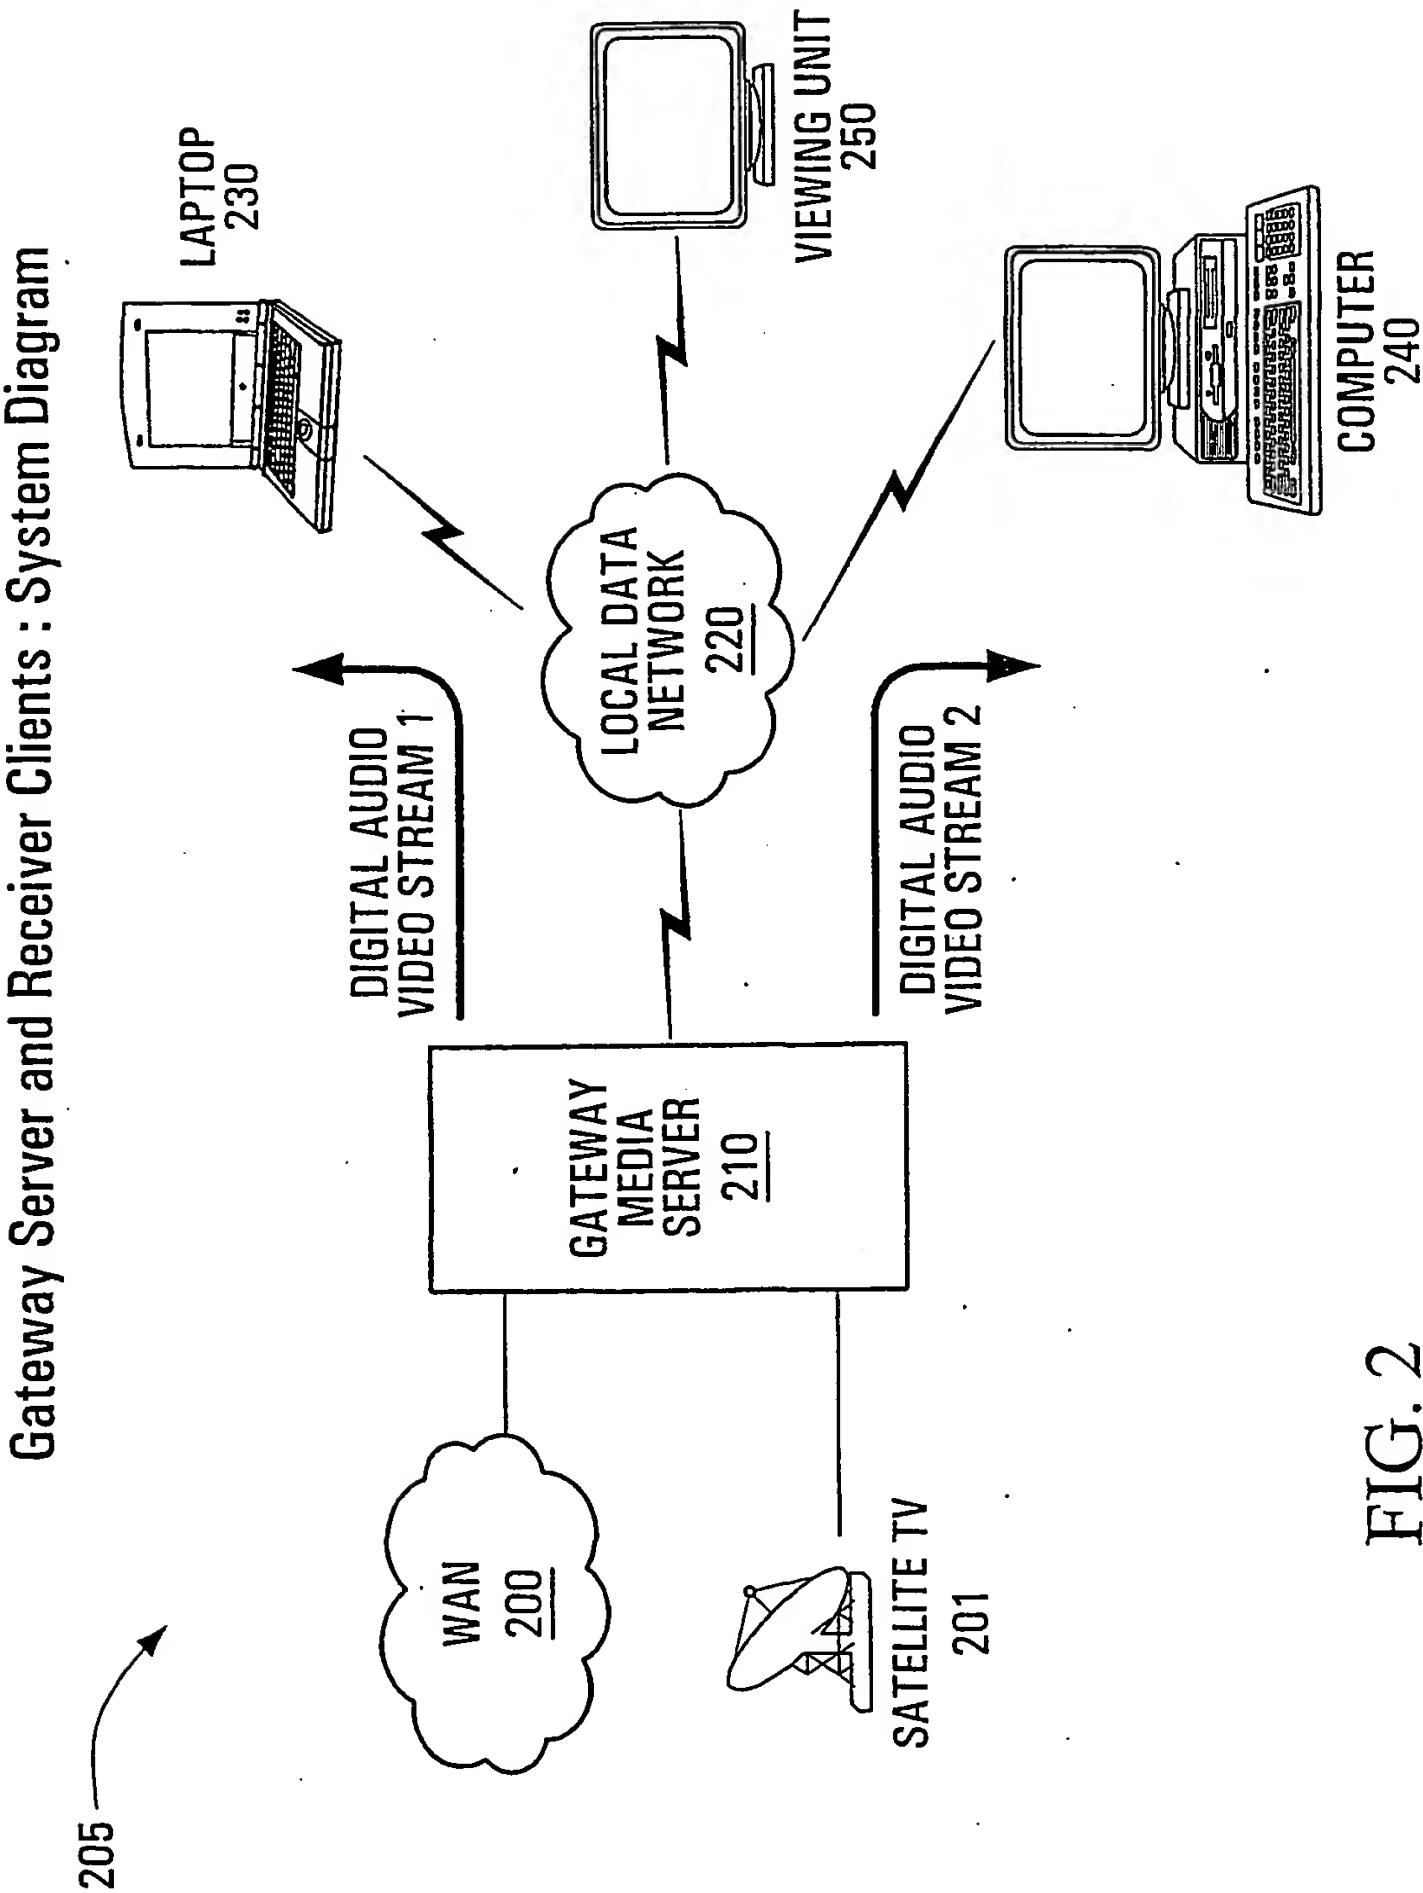 Gateway Server and Receiver Clients : System Diagram
205
WAN
200
SATELLITE TV
201
GATEWAY
MEDIA
SERVER
210
DIGITAL AUDIO
VIDEO STREAM 1
DIGITAL AUDIO
VIDEO STREAM 2
LOCAL DATA
NETWORK
220
LAPTOP
230
VIEWING UNIT
250
COMPUTER
240
FIG. 2